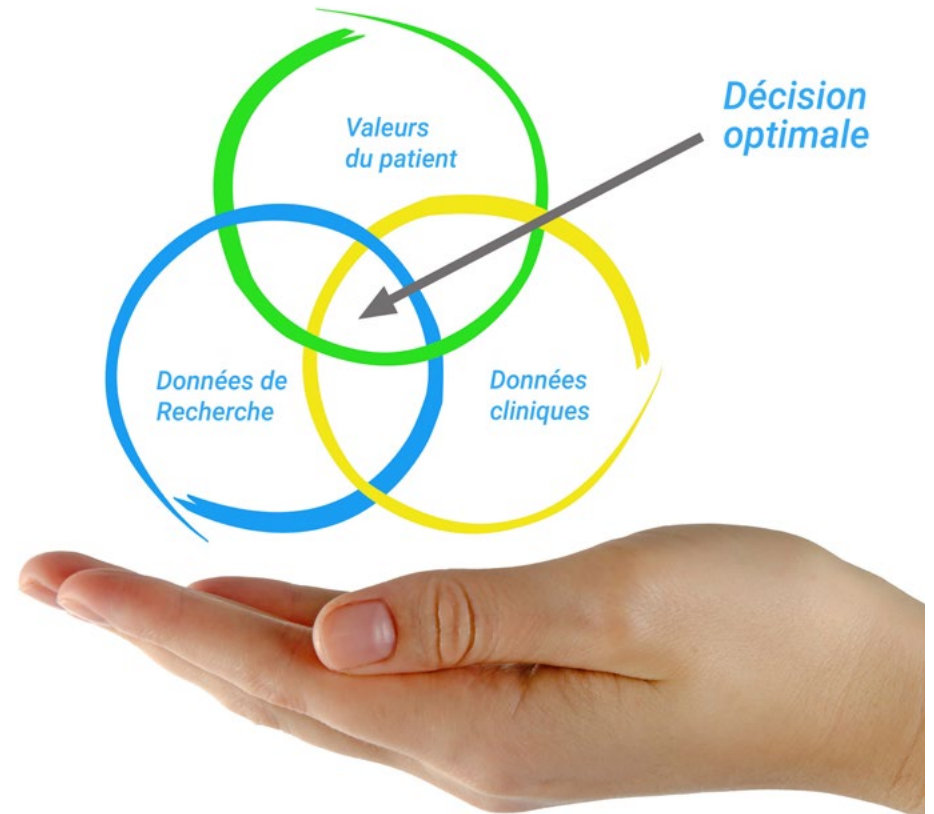 Décision
optimale
Valeurs
du patient
Données de
Recherche
Données
cliniques